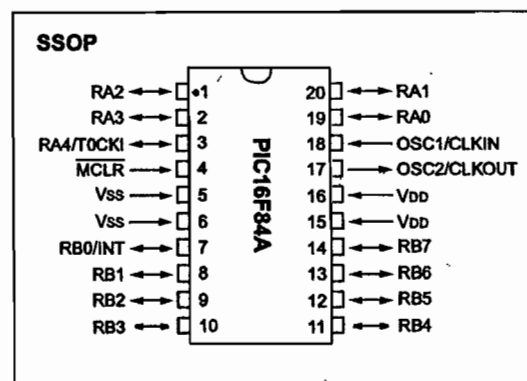 SSOP
RA2 1 20 RA1
RA3 2 19 RA0
RA4/T0CKI 3 18 OSC1/CLKIN
MCLR 4 17 OSC2/CLKOUT
VSS 5 16 VDD
VSS 6 15 VDD
RB0/INT 7 14 RB7
RB1 8 13 RB6
RB2 9 12 RB5
RB3 10 11 RB4
PIC16F84A